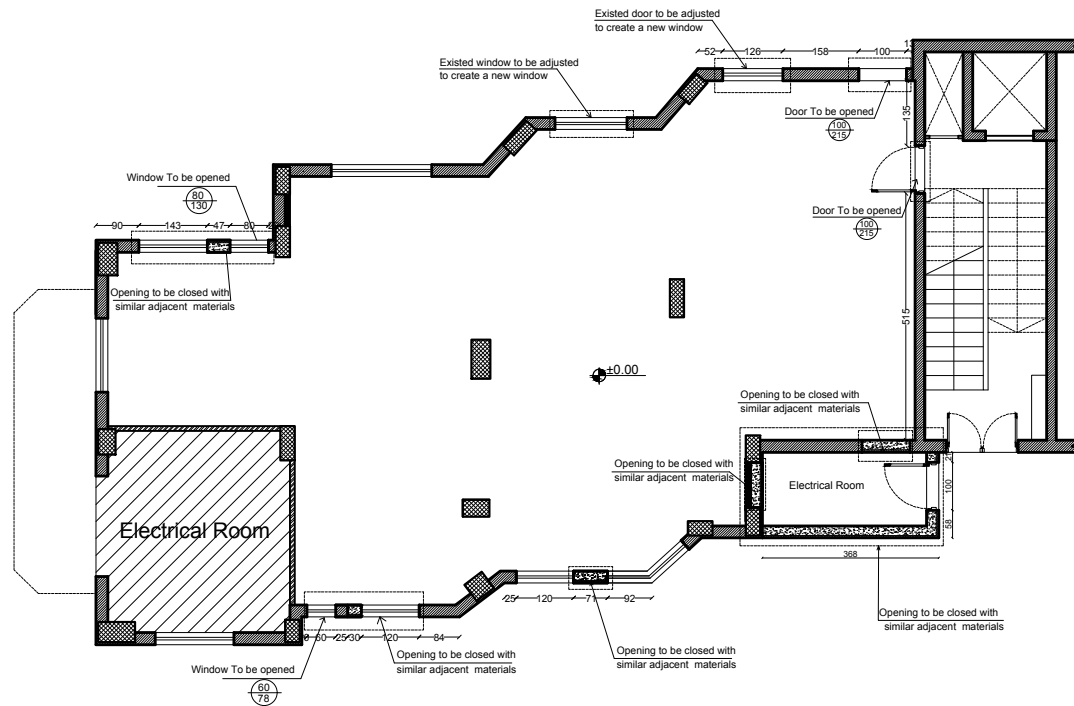 Existed door to be adjusted
to create a new window
52 126 158 100
Existed window to be adjusted
to create a new window
Door To be opened
100
215
135
Window To be opened
80
130
90 143 47 80
Door To be opened
100
215
Opening to be closed with
similar adjacent materials
515
±0.00
Opening to be closed with
similar adjacent materials
Opening to be closed with
similar adjacent materials
Electrical Room
100
58
Electrical Room
368
25 120 71 92
Opening to be closed with
similar adjacent materials
60 25 30 120 84
Opening to be closed with
similar adjacent materials
Opening to be closed with
similar adjacent materials
Window To be opened
60
78